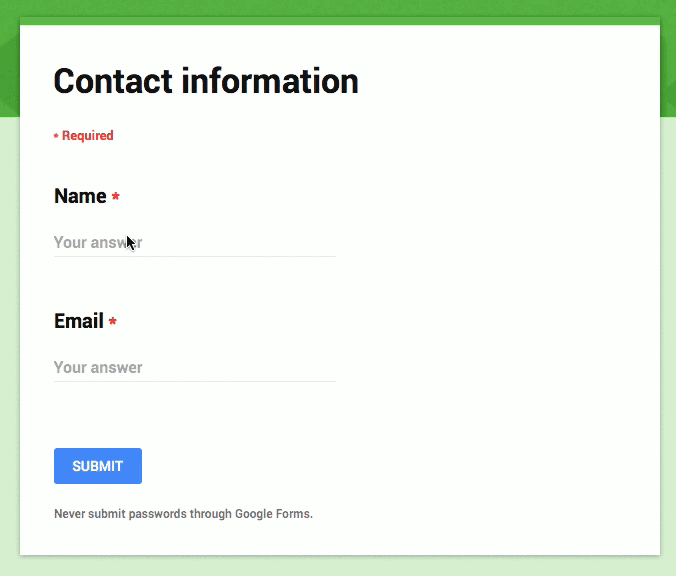 Contact information
* Required
Name *
Your answer
Email *
Your answer
SUBMIT
Never submit passwords through Google Forms.